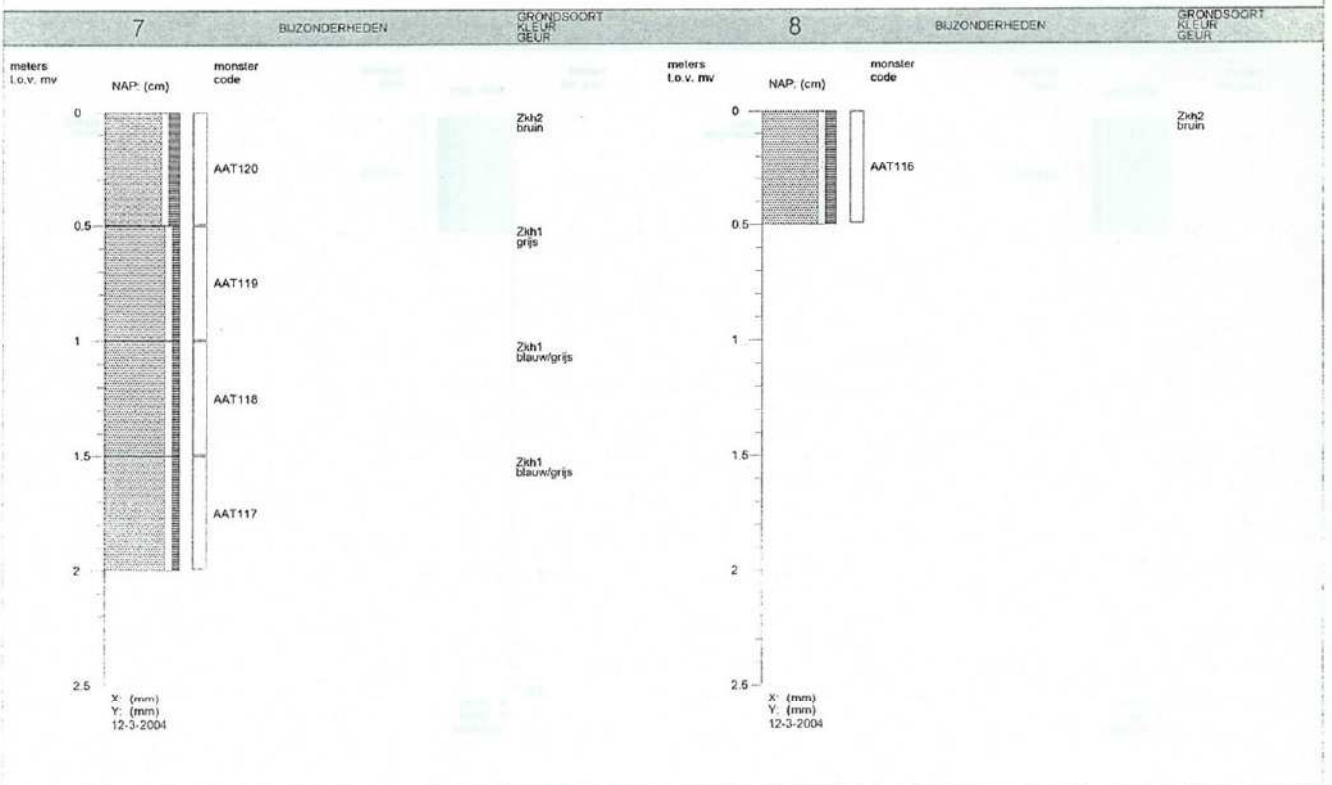 7
BIJZONDERHEDEN
GRONDSOORT
KLEUR
GEUR
meters
t.o.v. mv
NAP: (cm)
monster
code
0
0.5
1
1.5
2
2.5
AAT120
AAT119
AAT118
AAT117
Zkh2
bruin
Zkh1
grijs
Zkh1
blauw/grijs
Zkh1
blauw/grijs
X: (mm)
Y: (mm)
12-3-2004
8
BIJZONDERHEDEN
GRONDSOORT
KLEUR
GEUR
meters
t.o.v. mv
NAP: (cm)
monster
code
0
0.5
1
1.5
2
2.5
AAT116
Zkh2
bruin
X: (mm)
Y: (mm)
12-3-2004